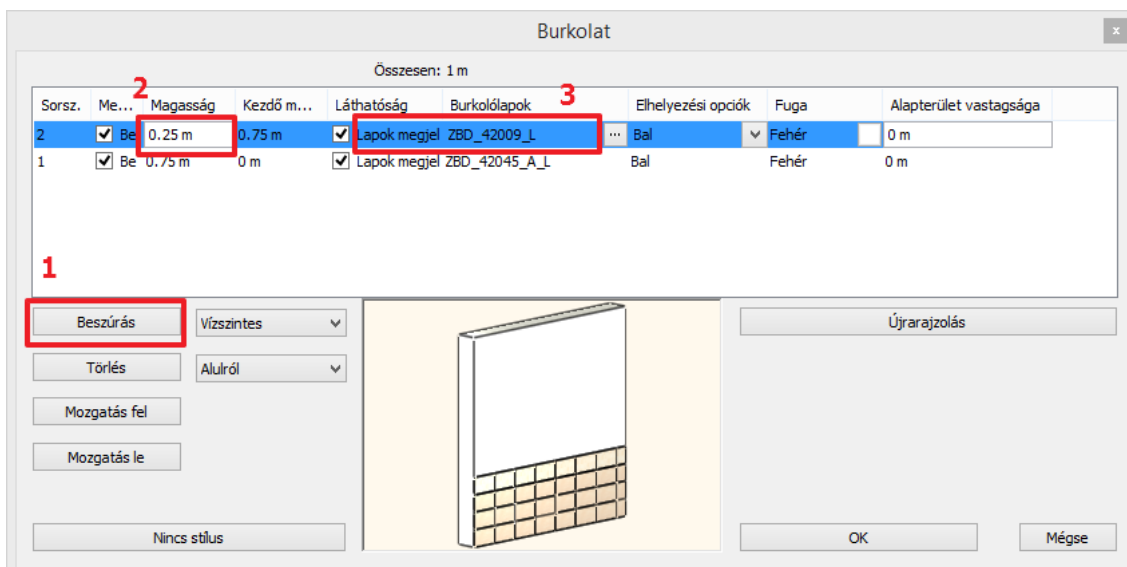 Burkolat
x
Összesen: 1 m
2
3
Sorsz. Me... Magasság Kezdő m... Láthatóság Burkolólapok Elhelyezési opciók Fuga Alapterület vastagsága
2 Be 0.25 m 0.75 m Lapok megjel ZBD_42009_L ... Bal Fehér 0 m
1 Be 0.75 m 0 m Lapok megjel ZBD_42045_A_L Bal Fehér 0 m
1
Beszúrás Vízszintes Újrarajzolás
Törlés Alulról
Mozgatás fel
Mozgatás le
Nincs stílus OK Mégse